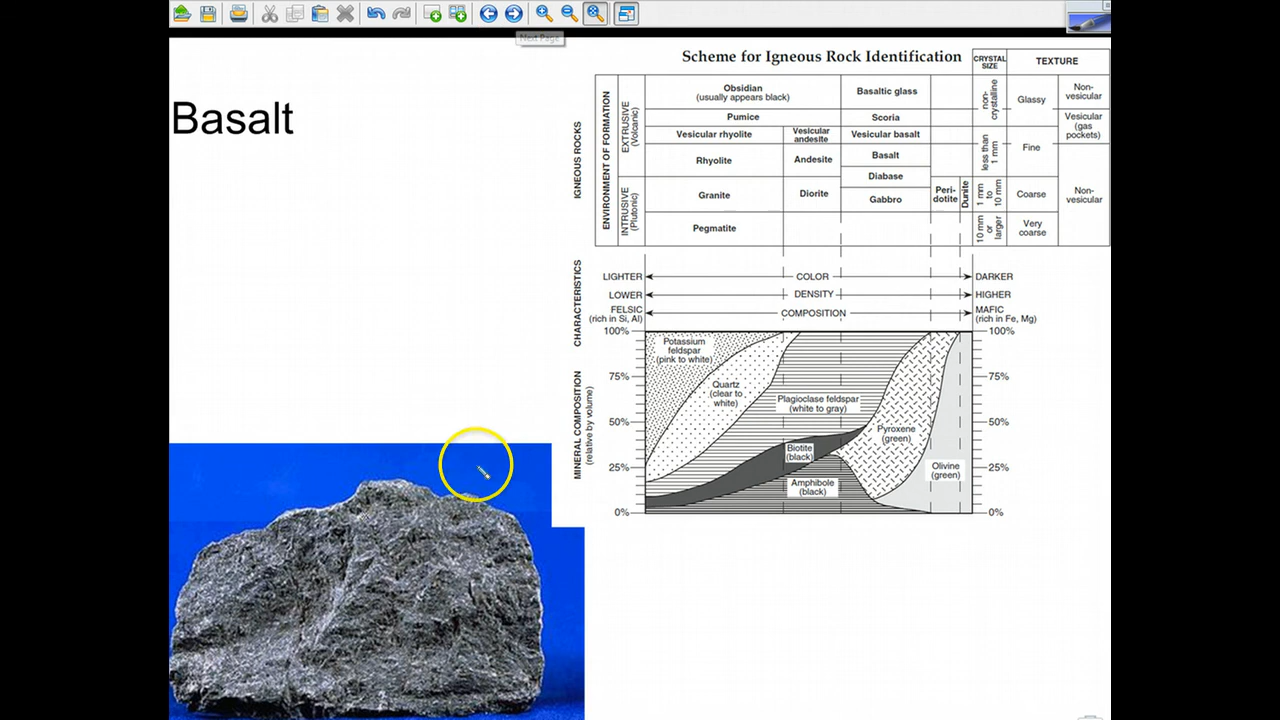 Next Page
Basalt
Scheme for Igneous Rock Identification
CRYSTAL
SIZE
TEXTURE
IGNEOUS ROCKS
ENVIRONMENT OF FORMATION
EXTRUSIVE
(Volcanic)
INTRUSIVE
(Plutonic)
Obsidian
(usually appears black)
Basaltic glass
non-
crystalline
Glassy
Non-
vesicular
Pumice
Scoria
Vesicular
(gas
pockets)
Vesicular rhyolite
Vesicular
andesite
Vesicular basalt
less than
1 mm
Fine
Rhyolite
Andesite
Basalt
Diabase
Granite
Diorite
Gabbro
Peri-
dotite
Dunite
1 mm
to
10 mm
Coarse
Non-
vesicular
Pegmatite
10 mm
or
larger
Very
coarse
CHARACTERISTICS
LIGHTER
COLOR
DARKER
LOWER
DENSITY
HIGHER
FELSIC
(rich in Si, Al)
COMPOSITION
MAFIC
(rich in Fe, Mg)
MINERAL COMPOSITION
(relative by volume)
100%
75%
50%
25%
0%
Potassium
feldspar
(pink to white)
Quartz
(clear to
white)
Plagioclase feldspar
(white to gray)
Biotite
(black)
Amphibole
(black)
Pyroxene
(green)
Olivine
(green)
100%
75%
50%
25%
0%